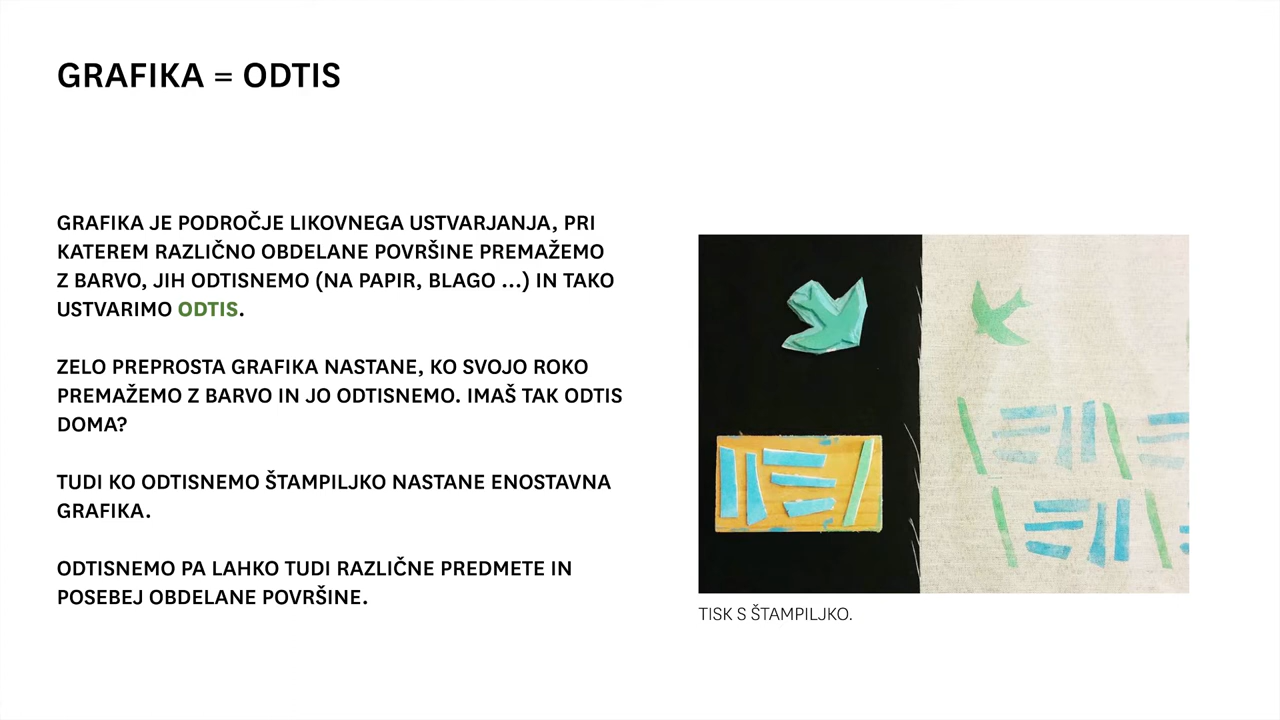 GRAFIKA = ODTIS
GRAFIKA JE PODROČJE LIKOVNEGA USTVARJANJA, PRI
KATEREM RAZLIČNO OBDELANE POVRŠINE PREMAŽEMO
Z BARVO, JIH ODTISNEMO (NA PAPIR, BLAGO ...) IN TAKO
USTVARIMO ODTIS.
ZELO PREPROSTA GRAFIKA NASTANE, KO SVOJO ROKO
PREMAŽEMO Z BARVO IN JO ODTISNEMO. IMAŠ TAK ODTIS
DOMA?
TUDI KO ODTISNEMO ŠTAMPILJKO NASTANE ENOSTAVNA
GRAFIKA.
ODTISNEMO PA LAHKO TUDI RAZLIČNE PREDMETE IN
POSEBEJ OBDELANE POVRŠINE.
TISK S ŠTAMPILJKO.